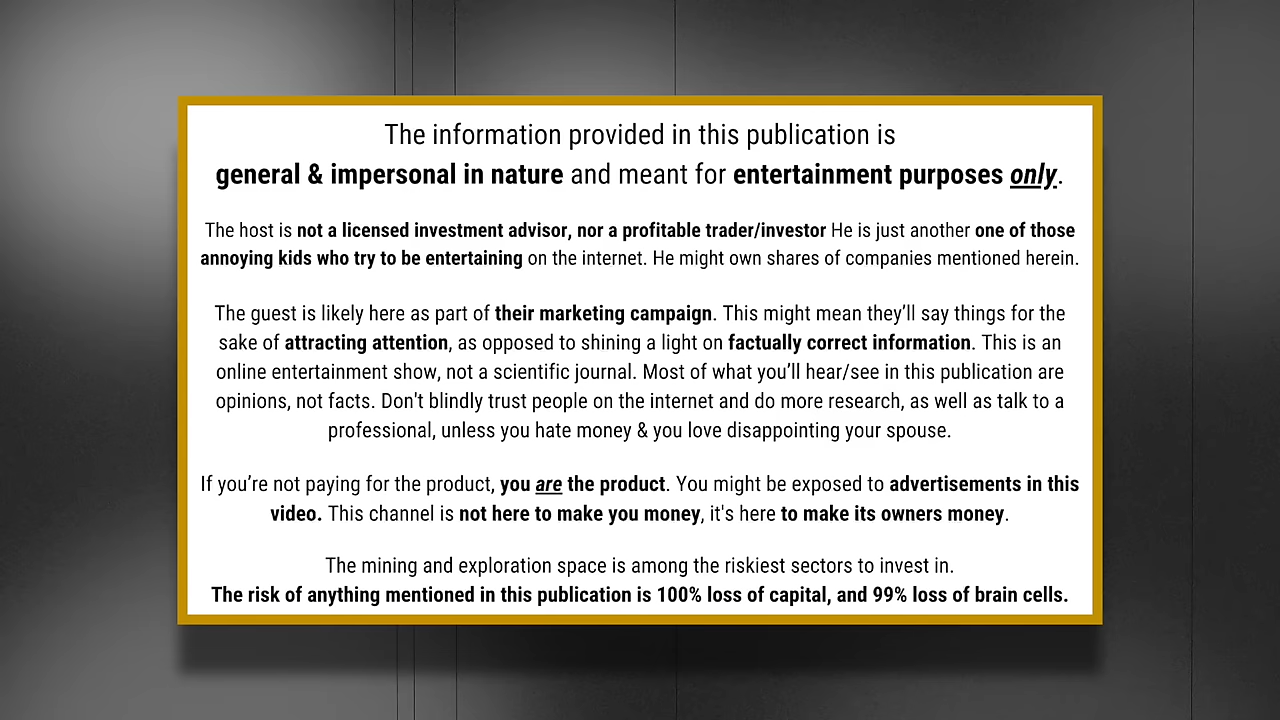 The information provided in this publication is
general & impersonal in nature and meant for entertainment purposes only.
The host is not a licensed investment advisor, nor a profitable trader/investor He is just another one of those
annoying kids who try to be entertaining on the internet. He might own shares of companies mentioned herein.
The guest is likely here as part of their marketing campaign. This might mean they’ll say things for the
sake of attracting attention, as opposed to shining a light on factually correct information. This is an
online entertainment show, not a scientific journal. Most of what you’ll hear/see in this publication are
opinions, not facts. Don't blindly trust people on the internet and do more research, as well as talk to a
professional, unless you hate money & you love disappointing your spouse.
If you’re not paying for the product, you are the product. You might be exposed to advertisements in this
video. This channel is not here to make you money, it's here to make its owners money.
The mining and exploration space is among the riskiest sectors to invest in.
The risk of anything mentioned in this publication is 100% loss of capital, and 99% loss of brain cells.